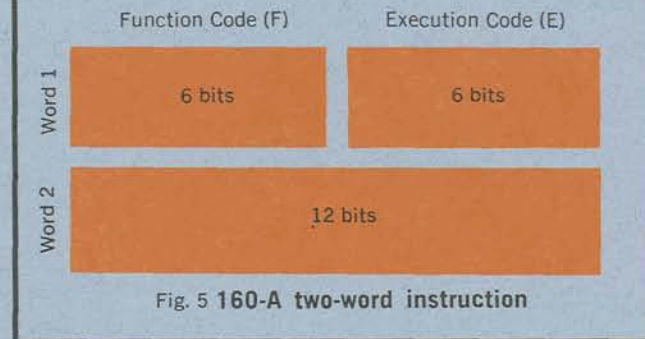 Function Code (F) Execution Code (E)
Word 1
6 bits 6 bits
Word 2
12 bits
Fig. 5 160-A two-word instruction